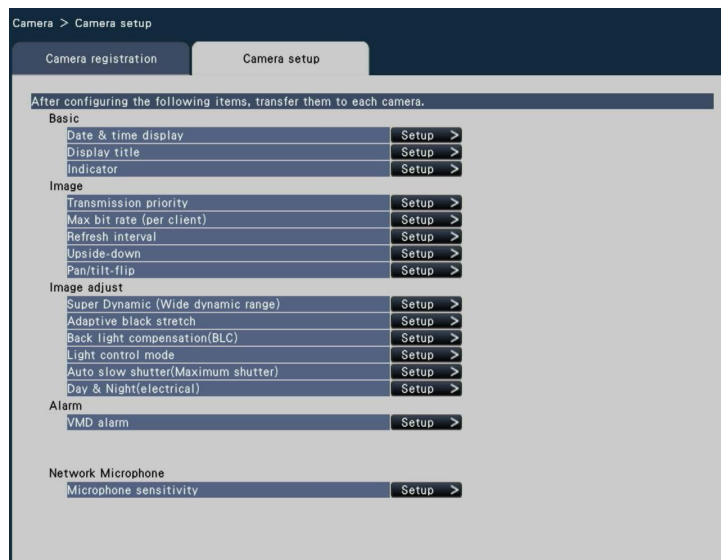 Camera > Camera setup
Camera registration Camera setup
After configuring the following items, transfer them to each camera.
Basic
Date & time display Setup >
Display title Setup >
Indicator Setup >
Image
Transmission priority Setup >
Max bit rate (per client) Setup >
Refresh interval Setup >
Upside-down Setup >
Pan/tilt-flip Setup >
Image adjust
Super Dynamic (Wide dynamic range) Setup >
Adaptive black stretch Setup >
Back light compensation(BLC) Setup >
Light control mode Setup >
Auto slow shutter(Maximum shutter) Setup >
Day & Night(electrical) Setup >
Alarm
VMD alarm Setup >
Network Microphone
Microphone sensitivity Setup >